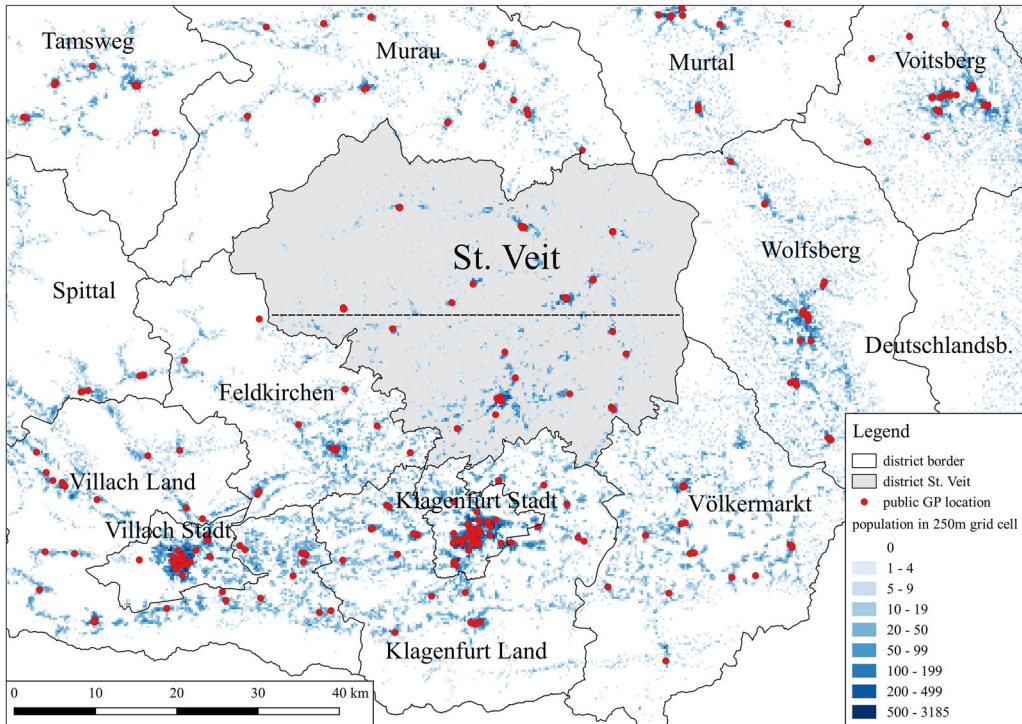 Tamsweg
Murau
Murtal
Voitsberg
St. Veit
Wolfsberg
Spittal
Deutschlandsb.
Feldkirchen
Villach Land
Klagenfurt Stadt
Völkermarkt
Villach Stadt
Klagenfurt Land
0 10 20 30 40 km
Legend
district border
district St. Veit
public GP location
population in 250m grid cell
0
1 - 4
5 - 9
10 - 19
20 - 50
50 - 99
100 - 199
200 - 499
500 - 3185